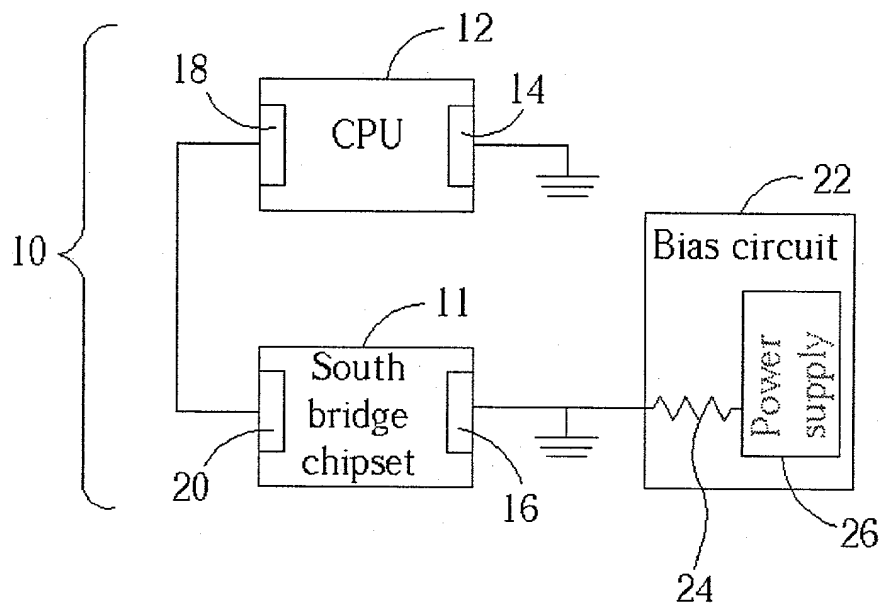 12
18
14
CPU
22
10
Bias circuit
11
South
bridge
chipset
Power
supply
20
16
26
24